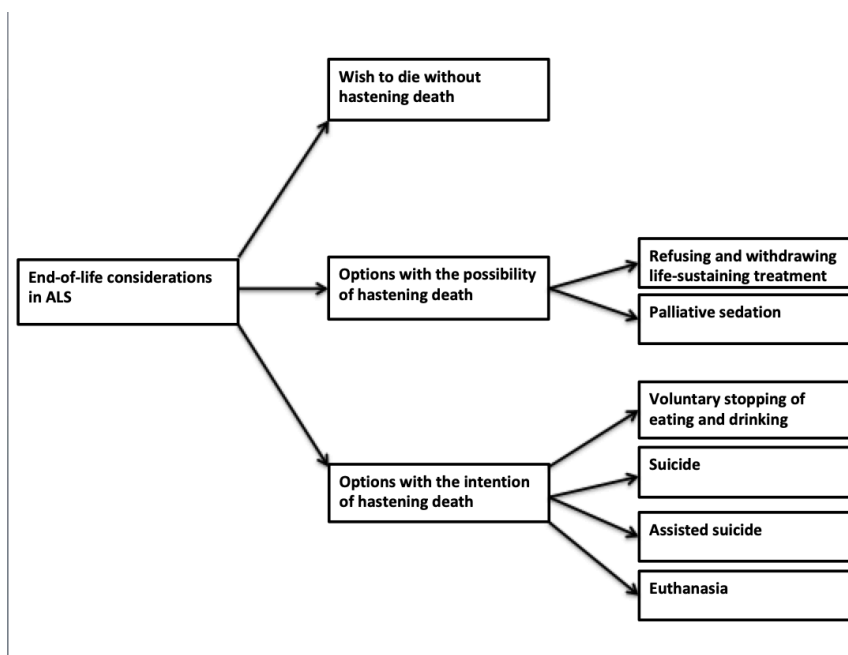 Wish to die without
hastening death
End-of-life considerations
in ALS
Options with the possibility
of hastening death
Refusing and withdrawing
life-sustaining treatment
Palliative sedation
Options with the intention
of hastening death
Voluntary stopping of
eating and drinking
Suicide
Assisted suicide
Euthanasia